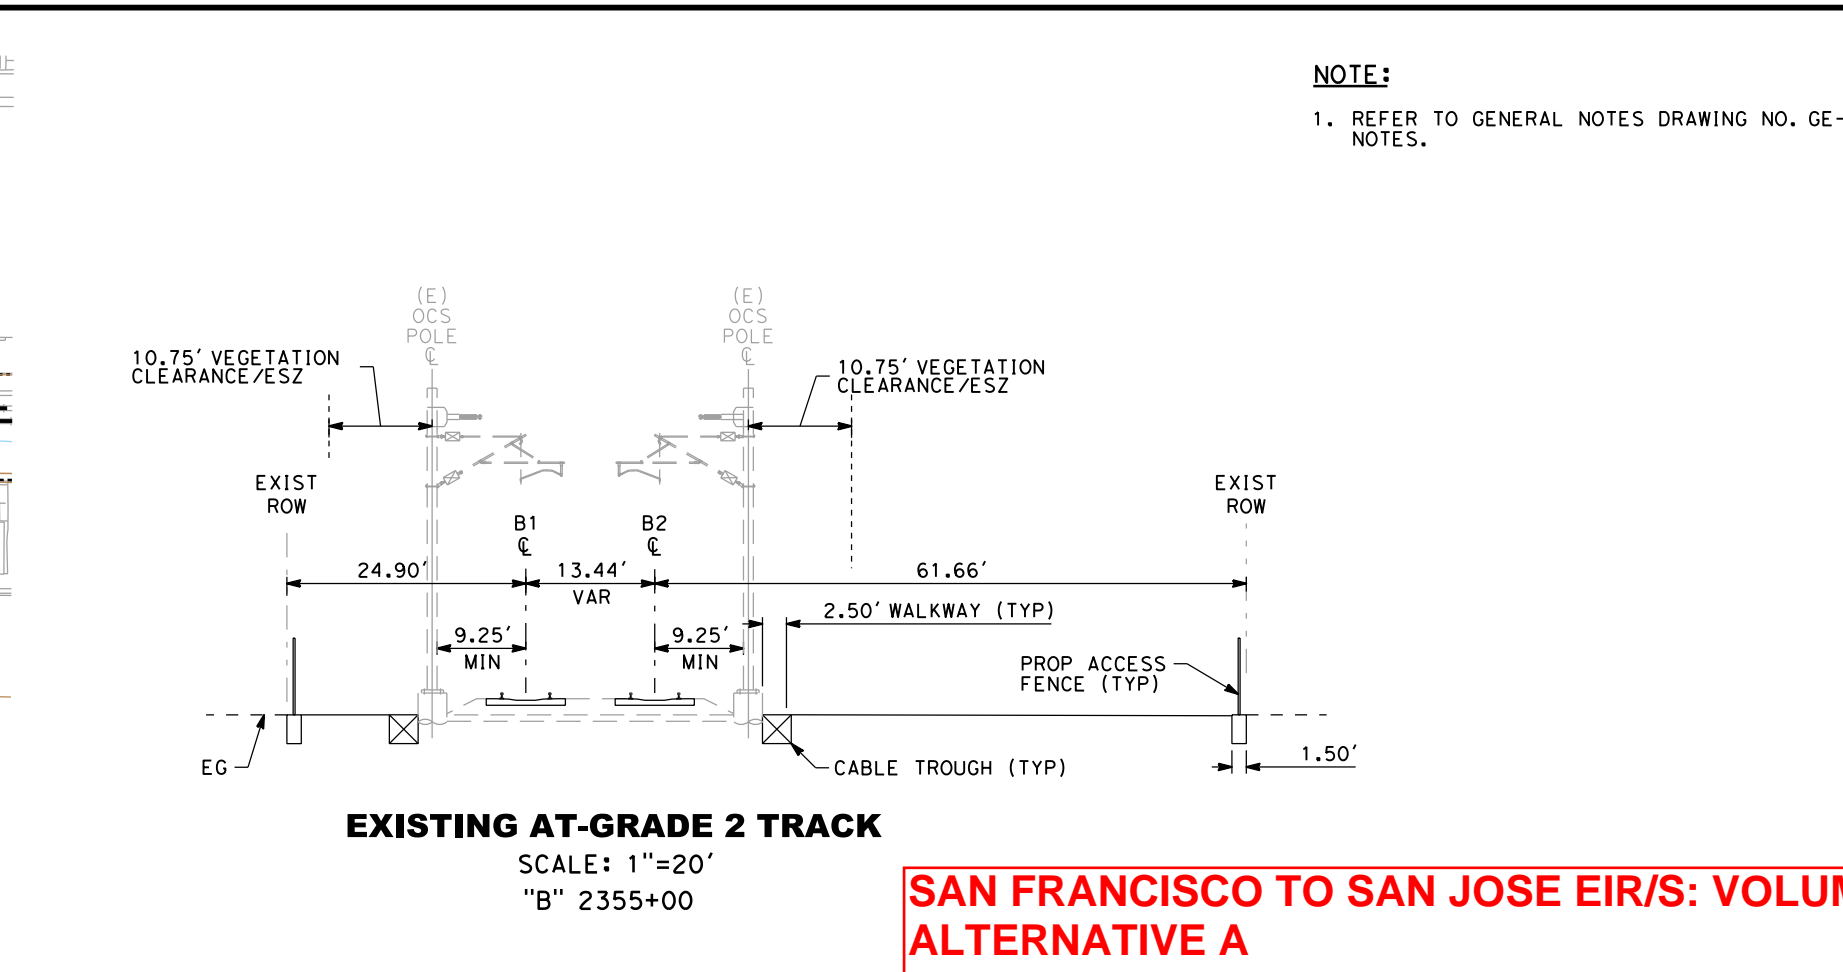 NOTE:
1. REFER TO GENERAL NOTES DRAWING NO. GE-
NOTES.
(E)
OCS
POLE
℄
(E)
OCS
POLE
℄
10.75' VEGETATION
CLEARANCE/ESZ
10.75' VEGETATION
CLEARANCE/ESZ
EXIST
ROW
EXIST
ROW
B1
℄
B2
℄
24.90'
13.44'
VAR
61.66'
2.50' WALKWAY (TYP)
9.25'
MIN
9.25'
MIN
PROP ACCESS
FENCE (TYP)
EG
CABLE TROUGH (TYP)
1.50'
EXISTING AT-GRADE 2 TRACK
SCALE: 1"=20'
"B" 2355+00
SAN FRANCISCO TO SAN JOSE EIR/S: VOLUM
ALTERNATIVE A